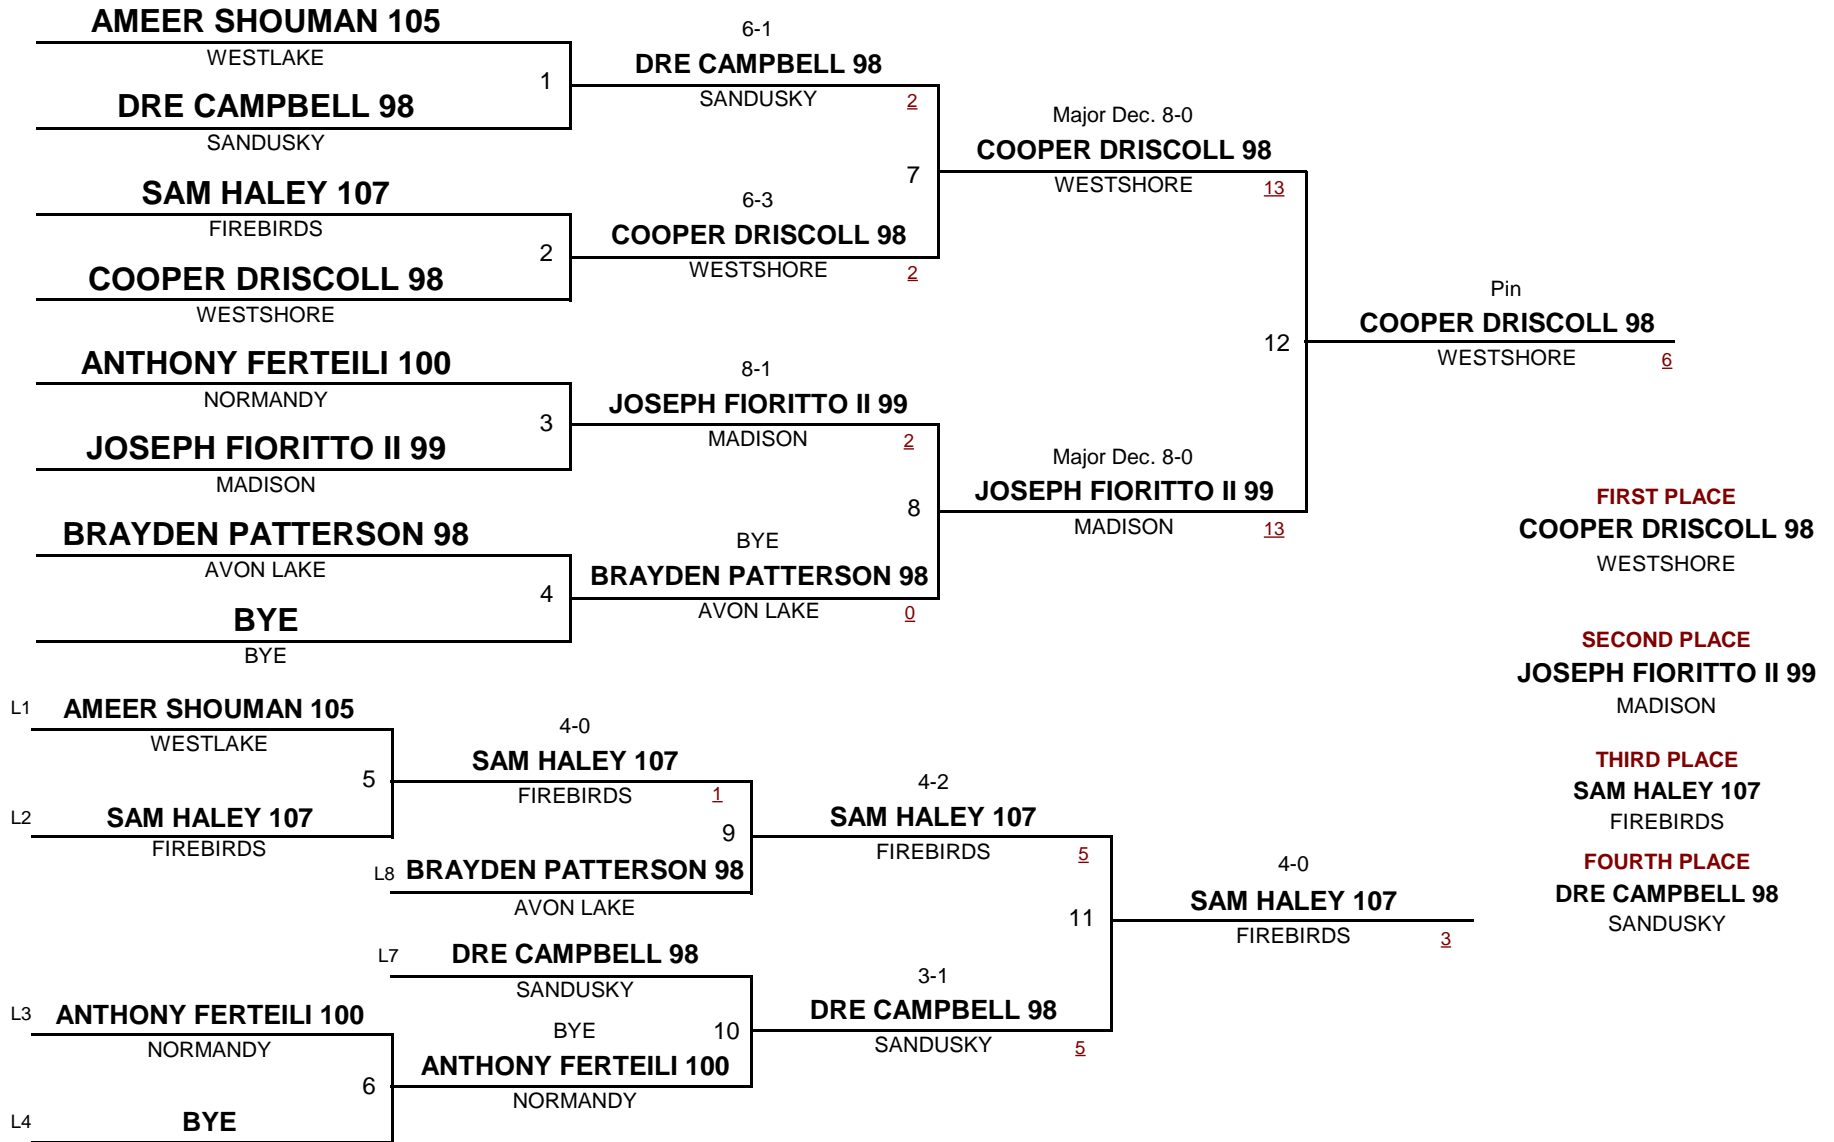 AMEER SHOUMAN 105
WESTLAKE
1
DRE CAMPBELL 98
SANDUSKY
SAM HALEY 107
FIREBIRDS
2
COOPER DRISCOLL 98
WESTSHORE
ANTHONY FERTEILI 100
NORMANDY
3
JOSEPH FIORITTO II 99
MADISON
BRAYDEN PATTERSON 98
AVON LAKE
4
BYE
BYE
6-1
DRE CAMPBELL 98
SANDUSKY 2
7
6-3
COOPER DRISCOLL 98
WESTSHORE 2
8-1
JOSEPH FIORITTO II 99
MADISON 2
8
BYE
BRAYDEN PATTERSON 98
AVON LAKE 0
Major Dec. 8-0
COOPER DRISCOLL 98
WESTSHORE 13
12
Major Dec. 8-0
JOSEPH FIORITTO II 99
MADISON 13
Pin
COOPER DRISCOLL 98
WESTSHORE 6
FIRST PLACE
COOPER DRISCOLL 98
WESTSHORE
SECOND PLACE
JOSEPH FIORITTO II 99
MADISON
THIRD PLACE
SAM HALEY 107
FIREBIRDS
FOURTH PLACE
DRE CAMPBELL 98
SANDUSKY
L1 AMEER SHOUMAN 105
WESTLAKE
5
L2 SAM HALEY 107
FIREBIRDS
4-0
SAM HALEY 107
FIREBIRDS 1
9
L8 BRAYDEN PATTERSON 98
AVON LAKE
L7 DRE CAMPBELL 98
SANDUSKY
L3 ANTHONY FERTEILI 100
NORMANDY
6
L4 BYE
BYE 10
ANTHONY FERTEILI 100
NORMANDY
4-2
SAM HALEY 107
FIREBIRDS 5
11
3-1
DRE CAMPBELL 98
SANDUSKY 5
4-0
SAM HALEY 107
FIREBIRDS 3